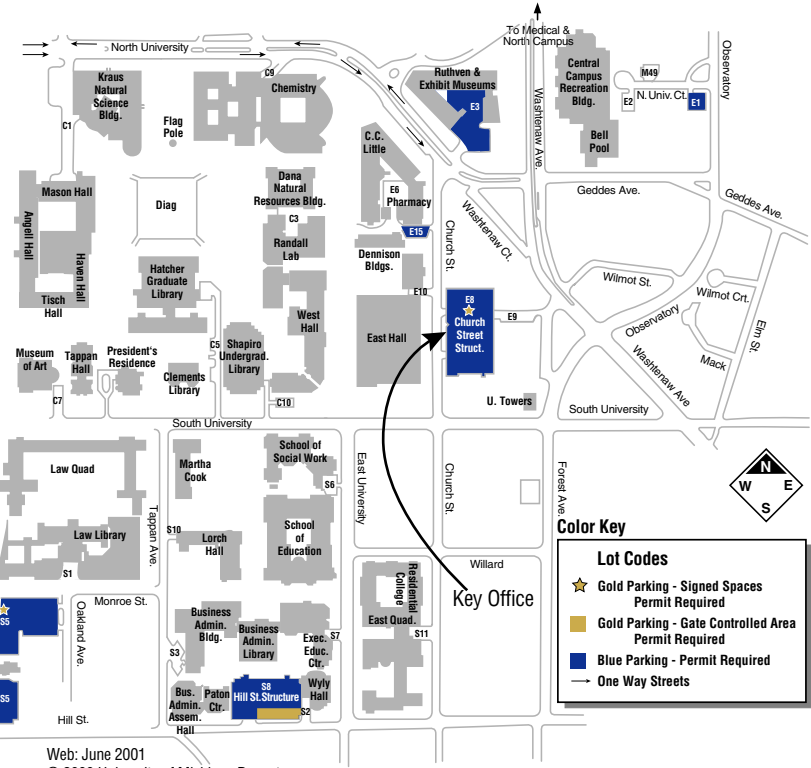 To Medical &
North Campus
North University
Observatory
Kraus
Natural
Science
Bldg.
C9
Chemistry
Ruthven &
Exhibit Museums
E3
Central
Campus
Recreation
Bldg.
M49
N. Univ. Ct.
E2
E1
Washtenaw Ave.
C1
Flag
Pole
C.C.
Little
Bell
Pool
Mason Hall
Dana
Natural
Resources Bldg.
E6
Pharmacy
Geddes Ave.
Geddes Ave.
Angell Hall
Diag
C3
Randall
Lab
E15
Church St.
Washtenaw Ct.
Haven Hall
Hatcher
Graduate
Library
Dennison
Bldgs.
Tisch
Hall
E10
E8
Church
Street
Struct.
E9
Wilmot St.
Wilmot Crt.
Observatory
Elm St.
West
Hall
East Hall
C5
Shapiro
Undergrad.
Library
Museum
of Art
Tappan
Hall
President's
Residence
Clements
Library
Washtenaw Ave
Mack
C7
C10
U. Towers
South University
South University
Law Quad
Martha
Cook
School of
Social Work
S6
East University
Church St.
Forest Ave.
N
W
E
S
Tappan Ave.
Law Library
S10
Lorch
Hall
School
of
Education
S1
Willard
Color Key
Lot Codes
Gold Parking - Signed Spaces
Permit Required
Gold Parking - Gate Controlled Area
Permit Required
Blue Parking - Permit Required
One Way Streets
Residential
College
Key Office
East Quad.
S11
Monroe St.
S5
Oakland Ave.
Business
Admin.
Bldg.
Business
Admin.
Library
Exec.
Educ.
Ctr.
S7
S3
S5
Bus.
Admin.
Assem.
Hall
Paton
Ctr.
S8
Hill St. Structure
Wyly
Hall
S2
Hill St.
Web: June 2001